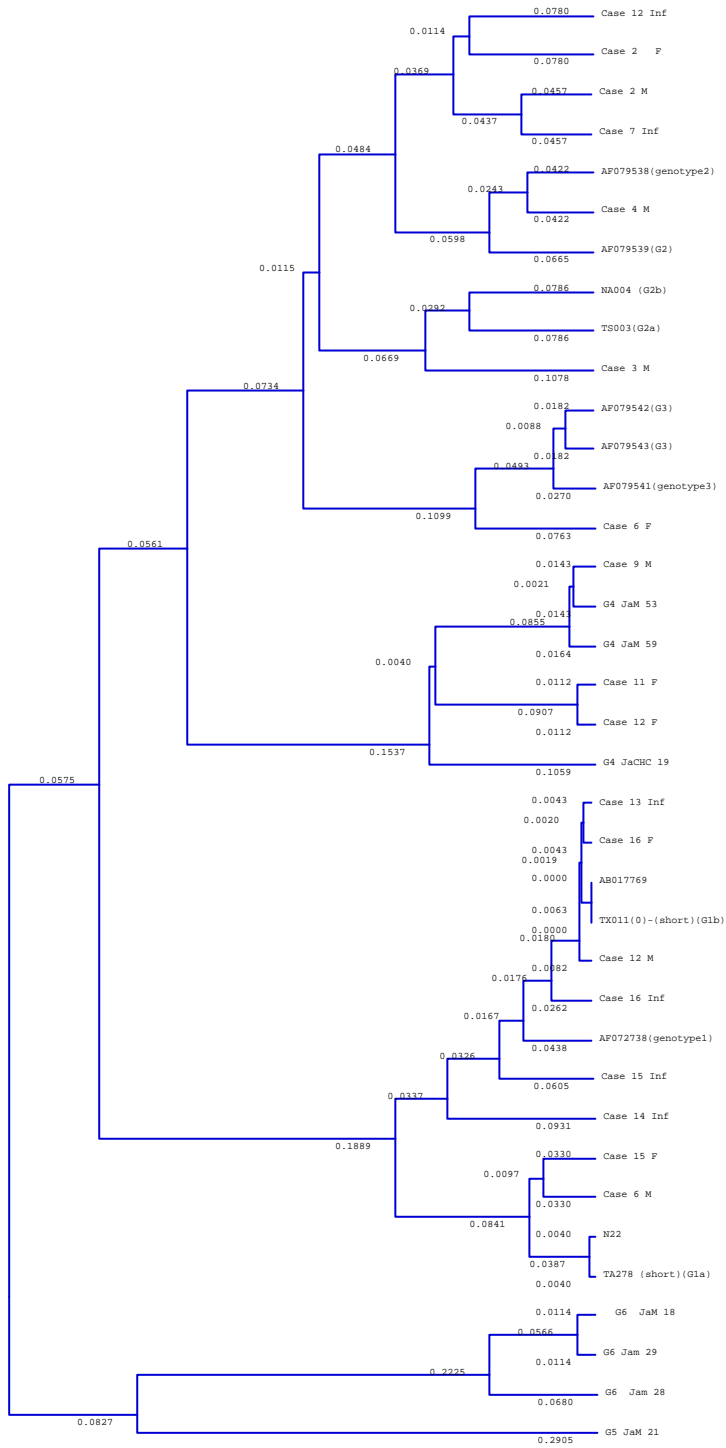 0.0780 Case 12 Inf
0.0114
Case 2 F
0.0780
0.0369
0.0457 Case 2 M
0.0437
Case 7 Inf
0.0457
0.0484
0.0422 AF079538(genotype2)
0.0243
Case 4 M
0.0422
0.0598
AF079539(G2)
0.0665
0.0115
0.0786 NA004 (G2b)
0.0292
TS003(G2a)
0.0786
0.0669
Case 3 M
0.1078
0.0734
0.0182 AF079542(G3)
0.0088
AF079543(G3)
0.0182
0.0493
AF079541(genotype3)
0.0270
0.1099
Case 6 F
0.0763
0.0561
0.0143 Case 9 M
0.0021
G4 JaM 53
0.0143
0.0855
G4 JaM 59
0.0164
0.0040
0.0112 Case 11 F
0.0907
Case 12 F
0.0112
0.1537
G4 JaCHC 19
0.1059
0.0575
0.0043 Case 13 Inf
0.0020
Case 16 F
0.0043
0.0019
0.0000 AB017769
0.0063
TX011(0)-(short)(G1b)
0.0000
0.0180
Case 12 M
0.0082
0.0176
Case 16 Inf
0.0262
0.0167
AF072738(genotype1)
0.0438
0.0326
Case 15 Inf
0.0605
0.0337
Case 14 Inf
0.0931
0.1889
0.0330 Case 15 F
0.0097
Case 6 M
0.0330
0.0841
0.0040 N22
0.0387
TA278 (short)(G1a)
0.0040
0.0114 G6 JaM 18
0.0566
G6 Jam 29
0.0114
0.2225
G6 Jam 28
0.0680
0.0827
G5 JaM 21
0.2905